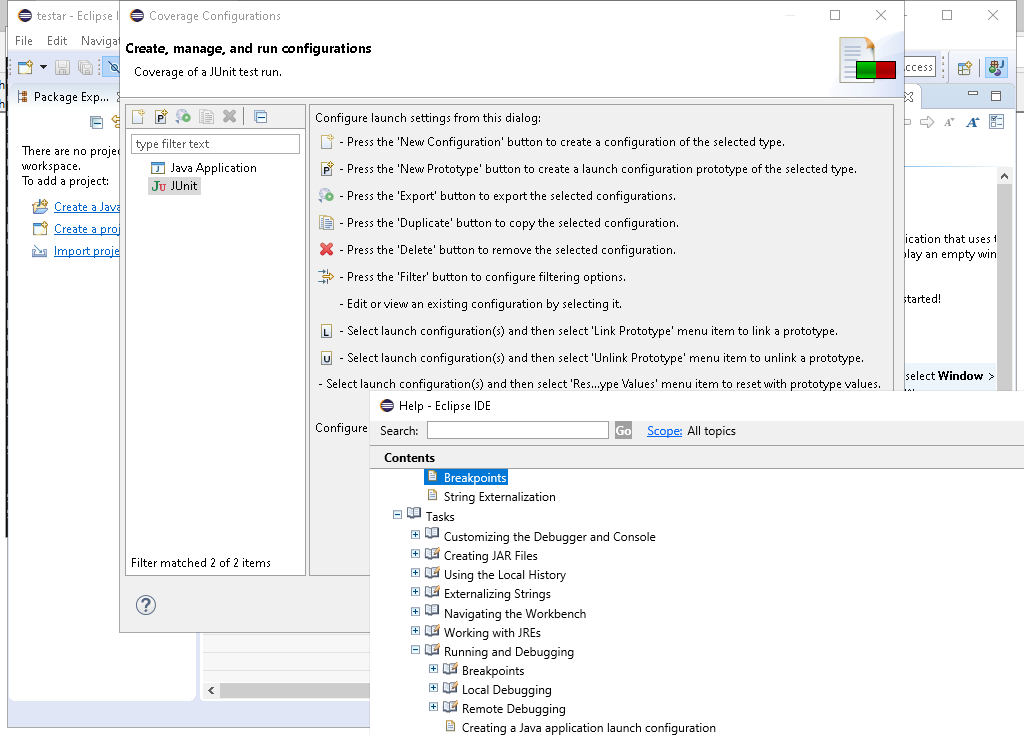 testar - Eclipse I
File Edit Navigat
Package Exp...
There are no proje
workspace.
To add a project:
Create a Java
Create a proj
Import proje
Coverage Configurations
Create, manage, and run configurations
Coverage of a JUnit test run.
type filter text
Java Application
JUnit
Filter matched 2 of 2 items
Configure launch settings from this dialog:
- Press the 'New Configuration' button to create a configuration of the selected type.
- Press the 'New Prototype' button to create a launch configuration prototype of the selected type.
- Press the 'Export' button to export the selected configurations.
- Press the 'Duplicate' button to copy the selected configuration.
- Press the 'Delete' button to remove the selected configuration.
- Press the 'Filter' button to configure filtering options.
- Edit or view an existing configuration by selecting it.
- Select launch configuration(s) and then select 'Link Prototype' menu item to link a prototype.
- Select launch configuration(s) and then select 'Unlink Prototype' menu item to unlink a prototype.
- Select launch configuration(s) and then select 'Res...ype Values' menu item to reset with prototype values.
Configure
ccess
ication that uses t
play an empty win
started!
select Window >
Help - Eclipse IDE
Search: Go Scope: All topics
Contents
Breakpoints
String Externalization
Tasks
Customizing the Debugger and Console
Creating JAR Files
Using the Local History
Externalizing Strings
Navigating the Workbench
Working with JREs
Running and Debugging
Breakpoints
Local Debugging
Remote Debugging
Creating a Java application launch configuration